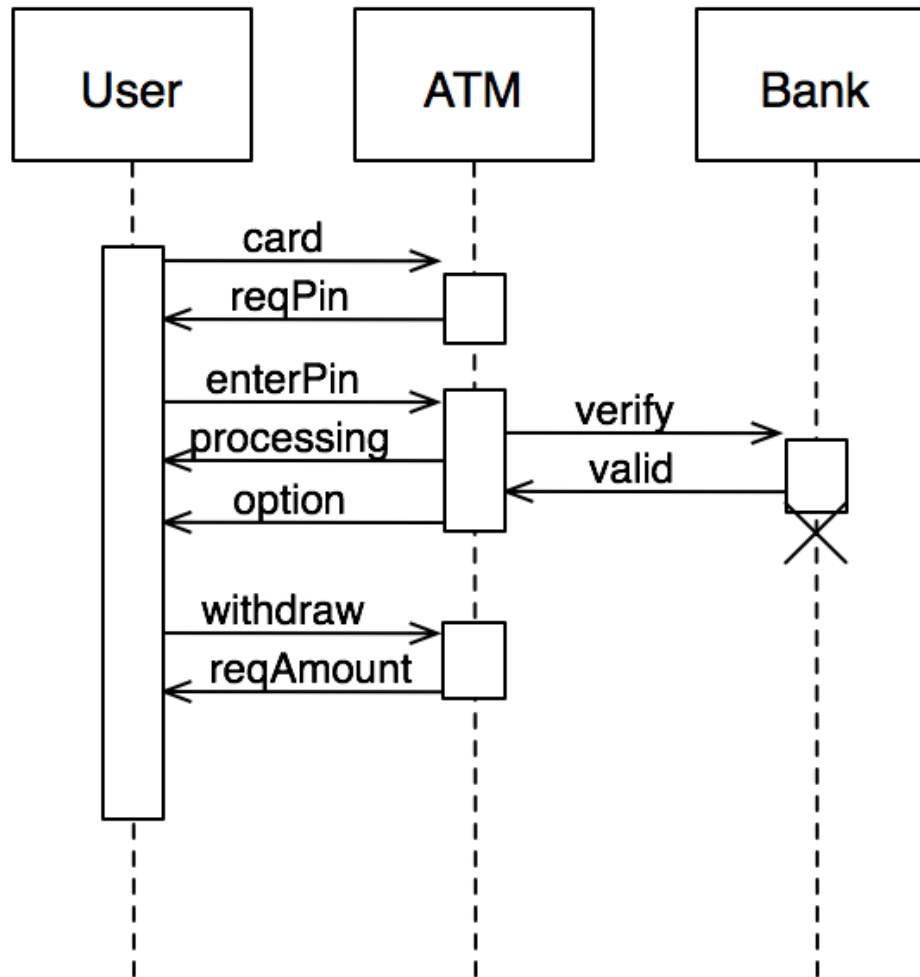 User
ATM
Bank
card
reqPin
enterPin
verify
processing
valid
option
withdraw
reqAmount